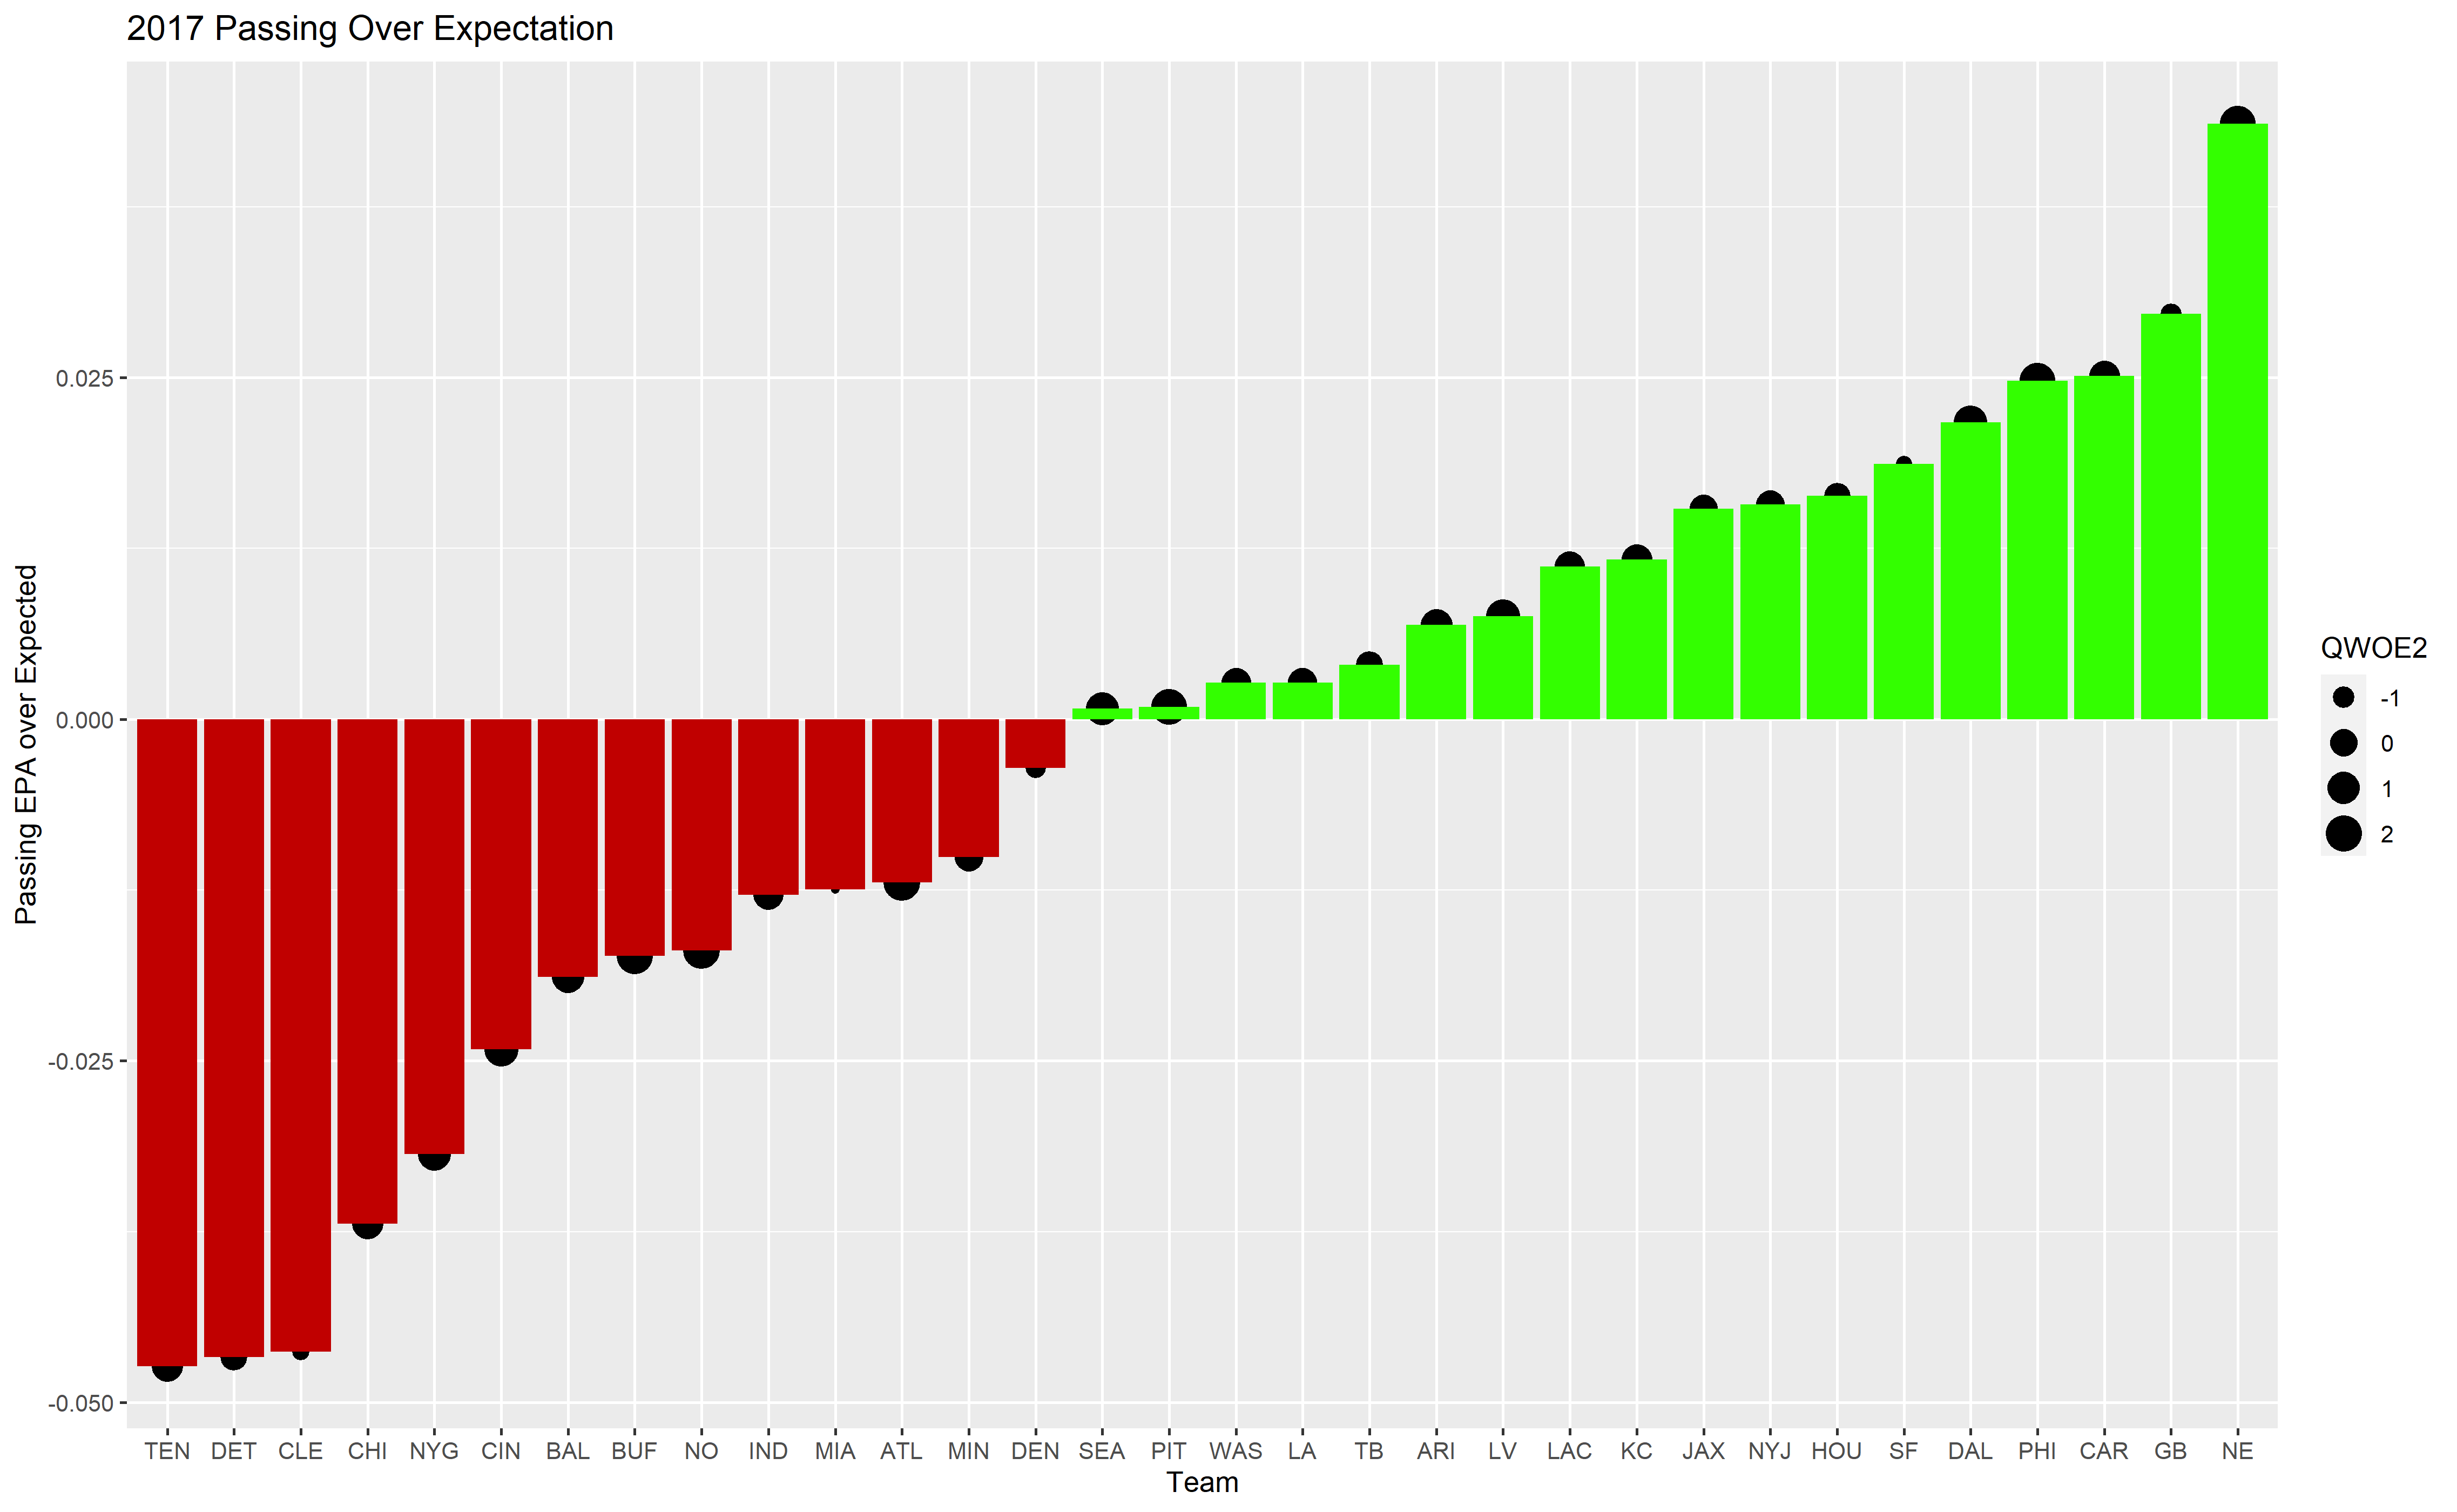 2017 Passing Over Expectation
Passing EPA over Expected
0.025
0.000
-0.025
-0.050
TEN DET CLE CHI NYG CIN BAL BUF NO IND MIA ATL MIN DEN SEA PIT WAS LA TB ARI LV LAC KC JAX NYJ HOU SF DAL PHI CAR GB NE
Team
QWOE2
-1
0
1
2